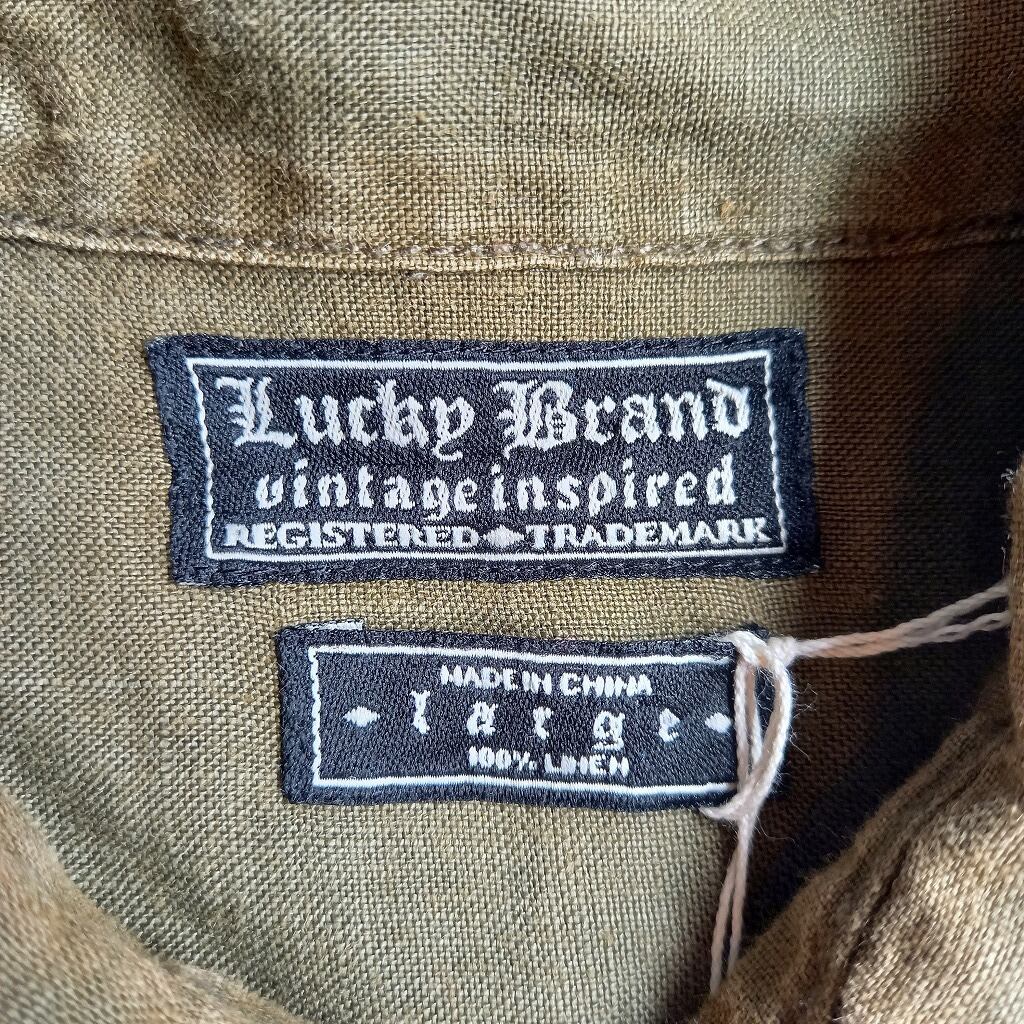 Lucky Brand
vintage inspired
REGISTERED TRADEMARK
MADE IN CHINA
large
100% LINEN